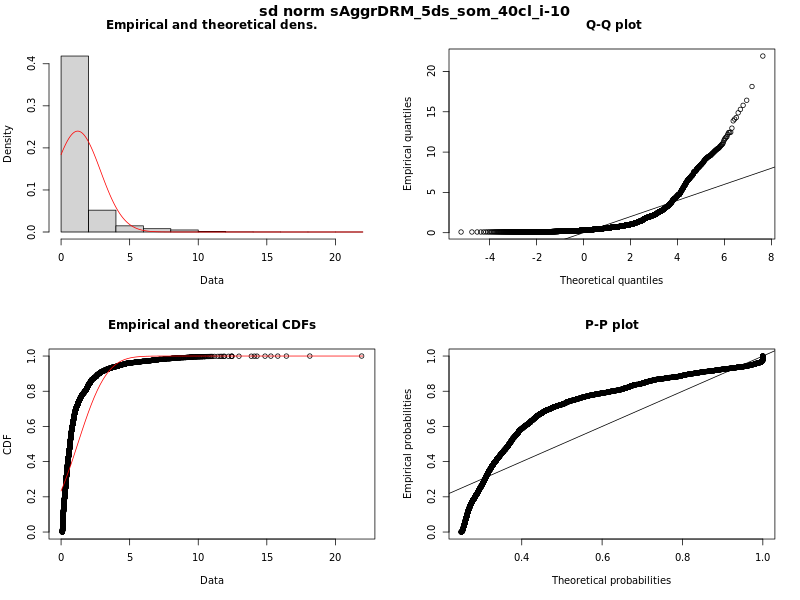 sd norm sAggrDRM_5ds_som_40cl_i-10
Empirical and theoretical dens.
Density
0.0 0.1 0.2 0.3 0.4
0 5 10 15 20
Data
Q-Q plot
Empirical quantiles
0 5 10 15 20
-4 -2 0 2 4 6 8
Theoretical quantiles
Empirical and theoretical CDFs
CDF
0.0 0.2 0.4 0.6 0.8 1.0
0 5 10 15 20
Data
P-P plot
Empirical probabilities
0.0 0.2 0.4 0.6 0.8 1.0
0.4 0.6 0.8 1.0
Theoretical probabilities